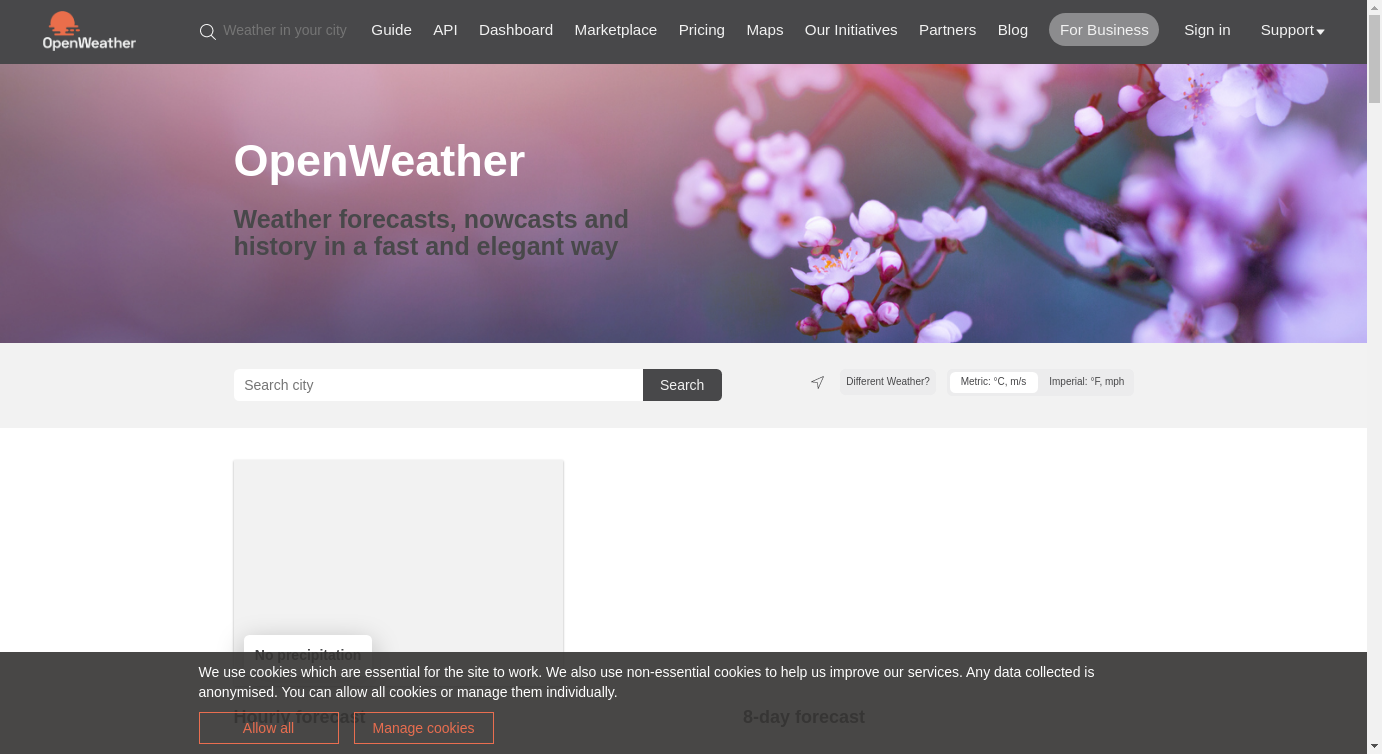 OpenWeather
Weather in your city
Guide
API
Dashboard
Marketplace
Pricing
Maps
Our Initiatives
Partners
Blog
For Business
Sign in
Support
OpenWeather
Weather forecasts, nowcasts and
history in a fast and elegant way
Search city
Search
Different Weather?
Metric: °C, m/s
Imperial: °F, mph
No precipitation
We use cookies which are essential for the site to work. We also use non-essential cookies to help us improve our services. Any data collected is
anonymised. You can allow all cookies or manage them individually.
Hourly forecast
8-day forecast
Allow all
Manage cookies